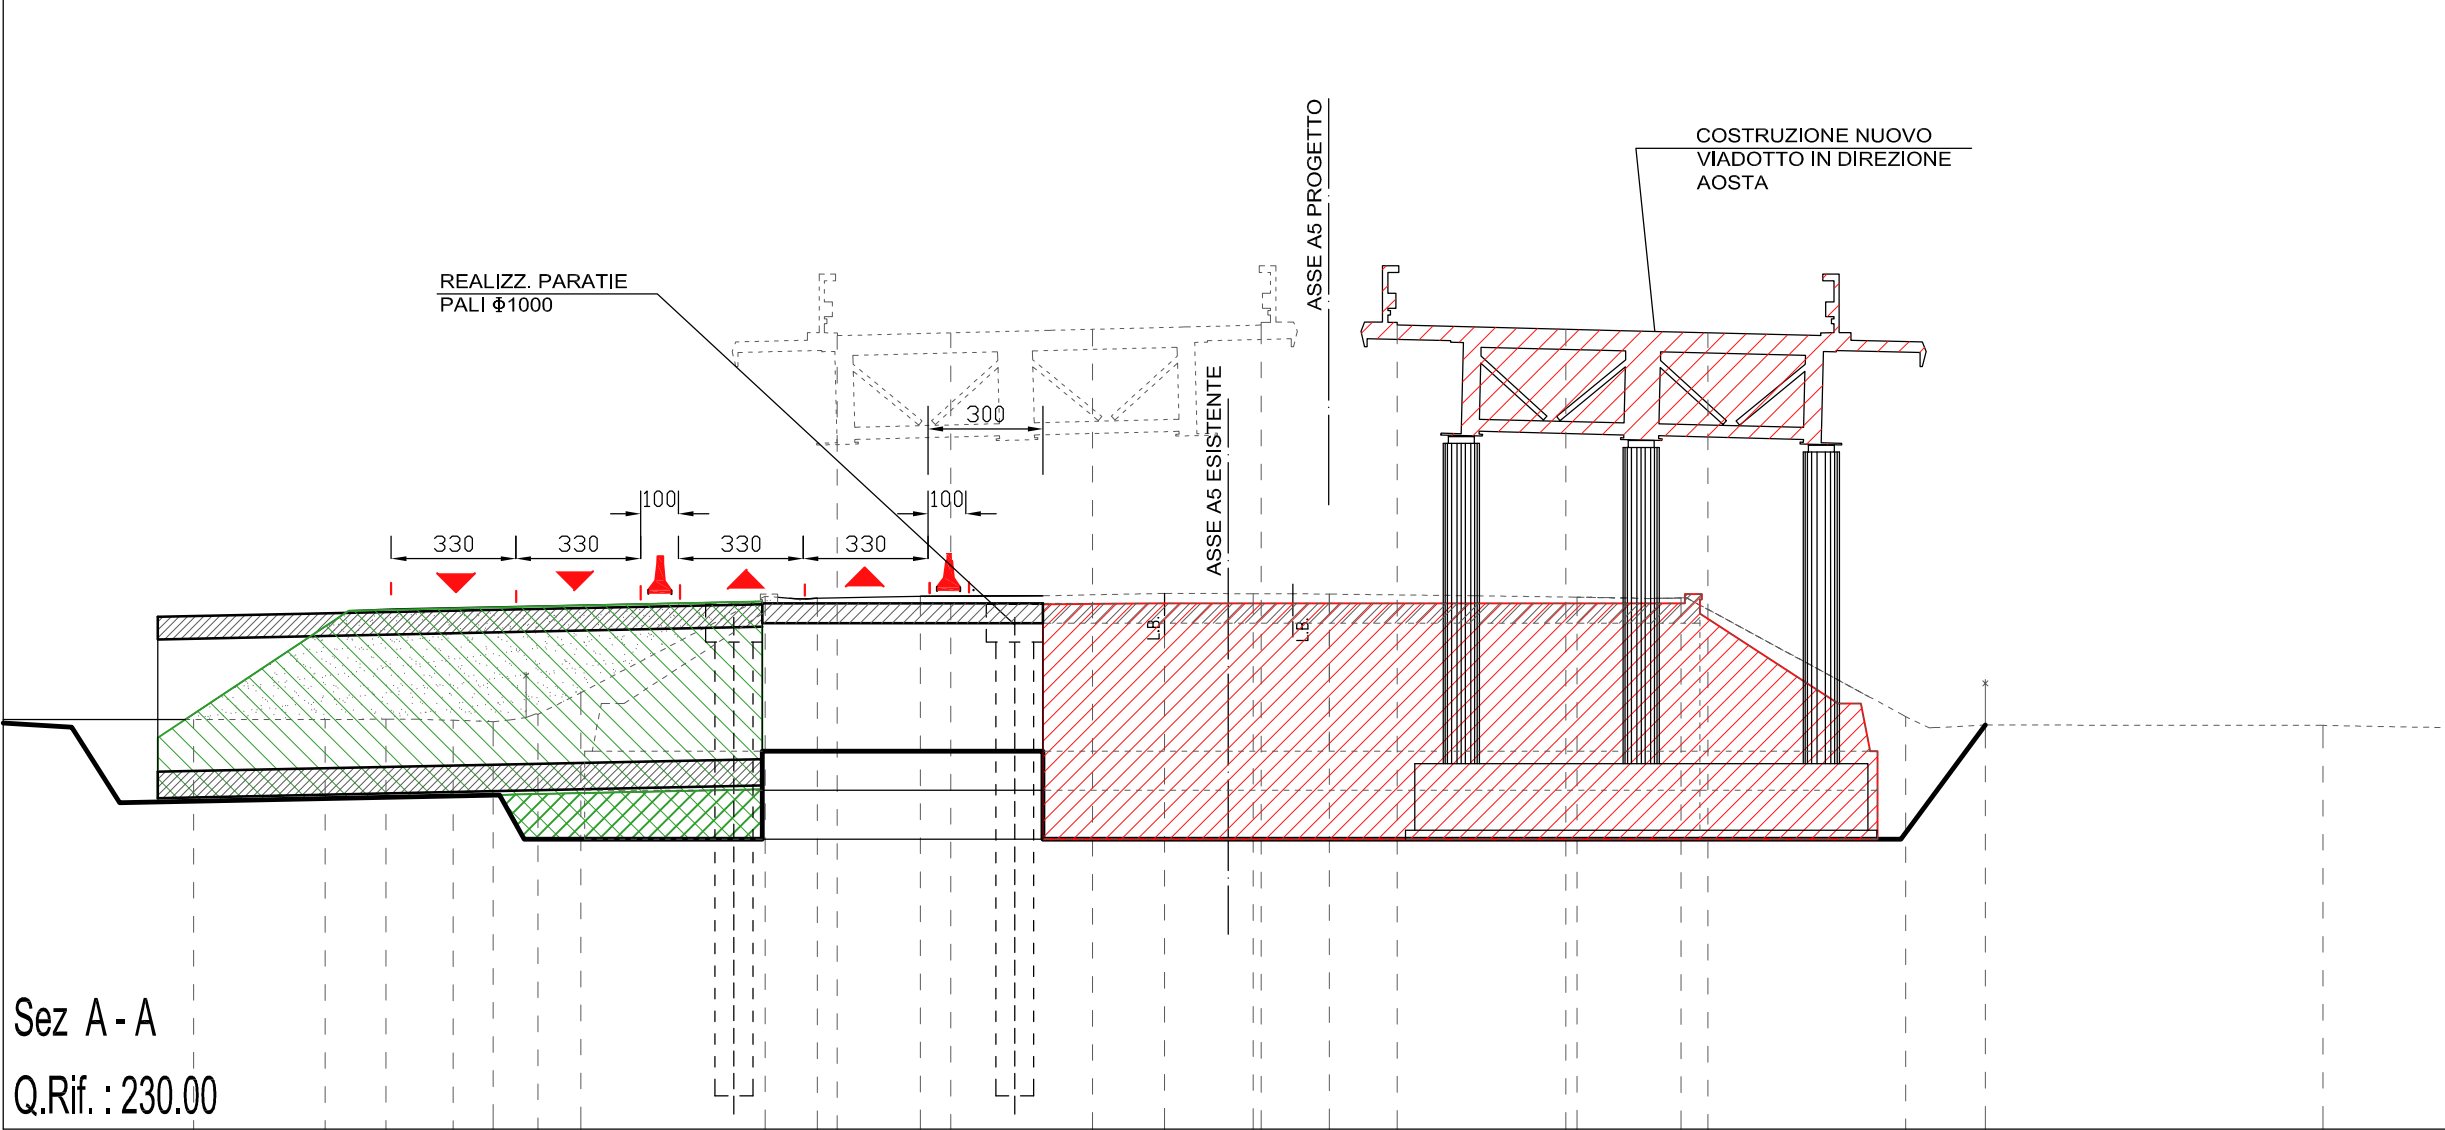 ASSE A5 PROGETTO
COSTRUZIONE NUOVO
VIADOTTO IN DIREZIONE
AOSTA
REALIZZ. PARATIE
PALI Φ1000
ASSE A5 ESISTENTE
300
100
100
330
330
330
330
L.B.
L.B.
Sez A - A
Q.Rif. : 230.00